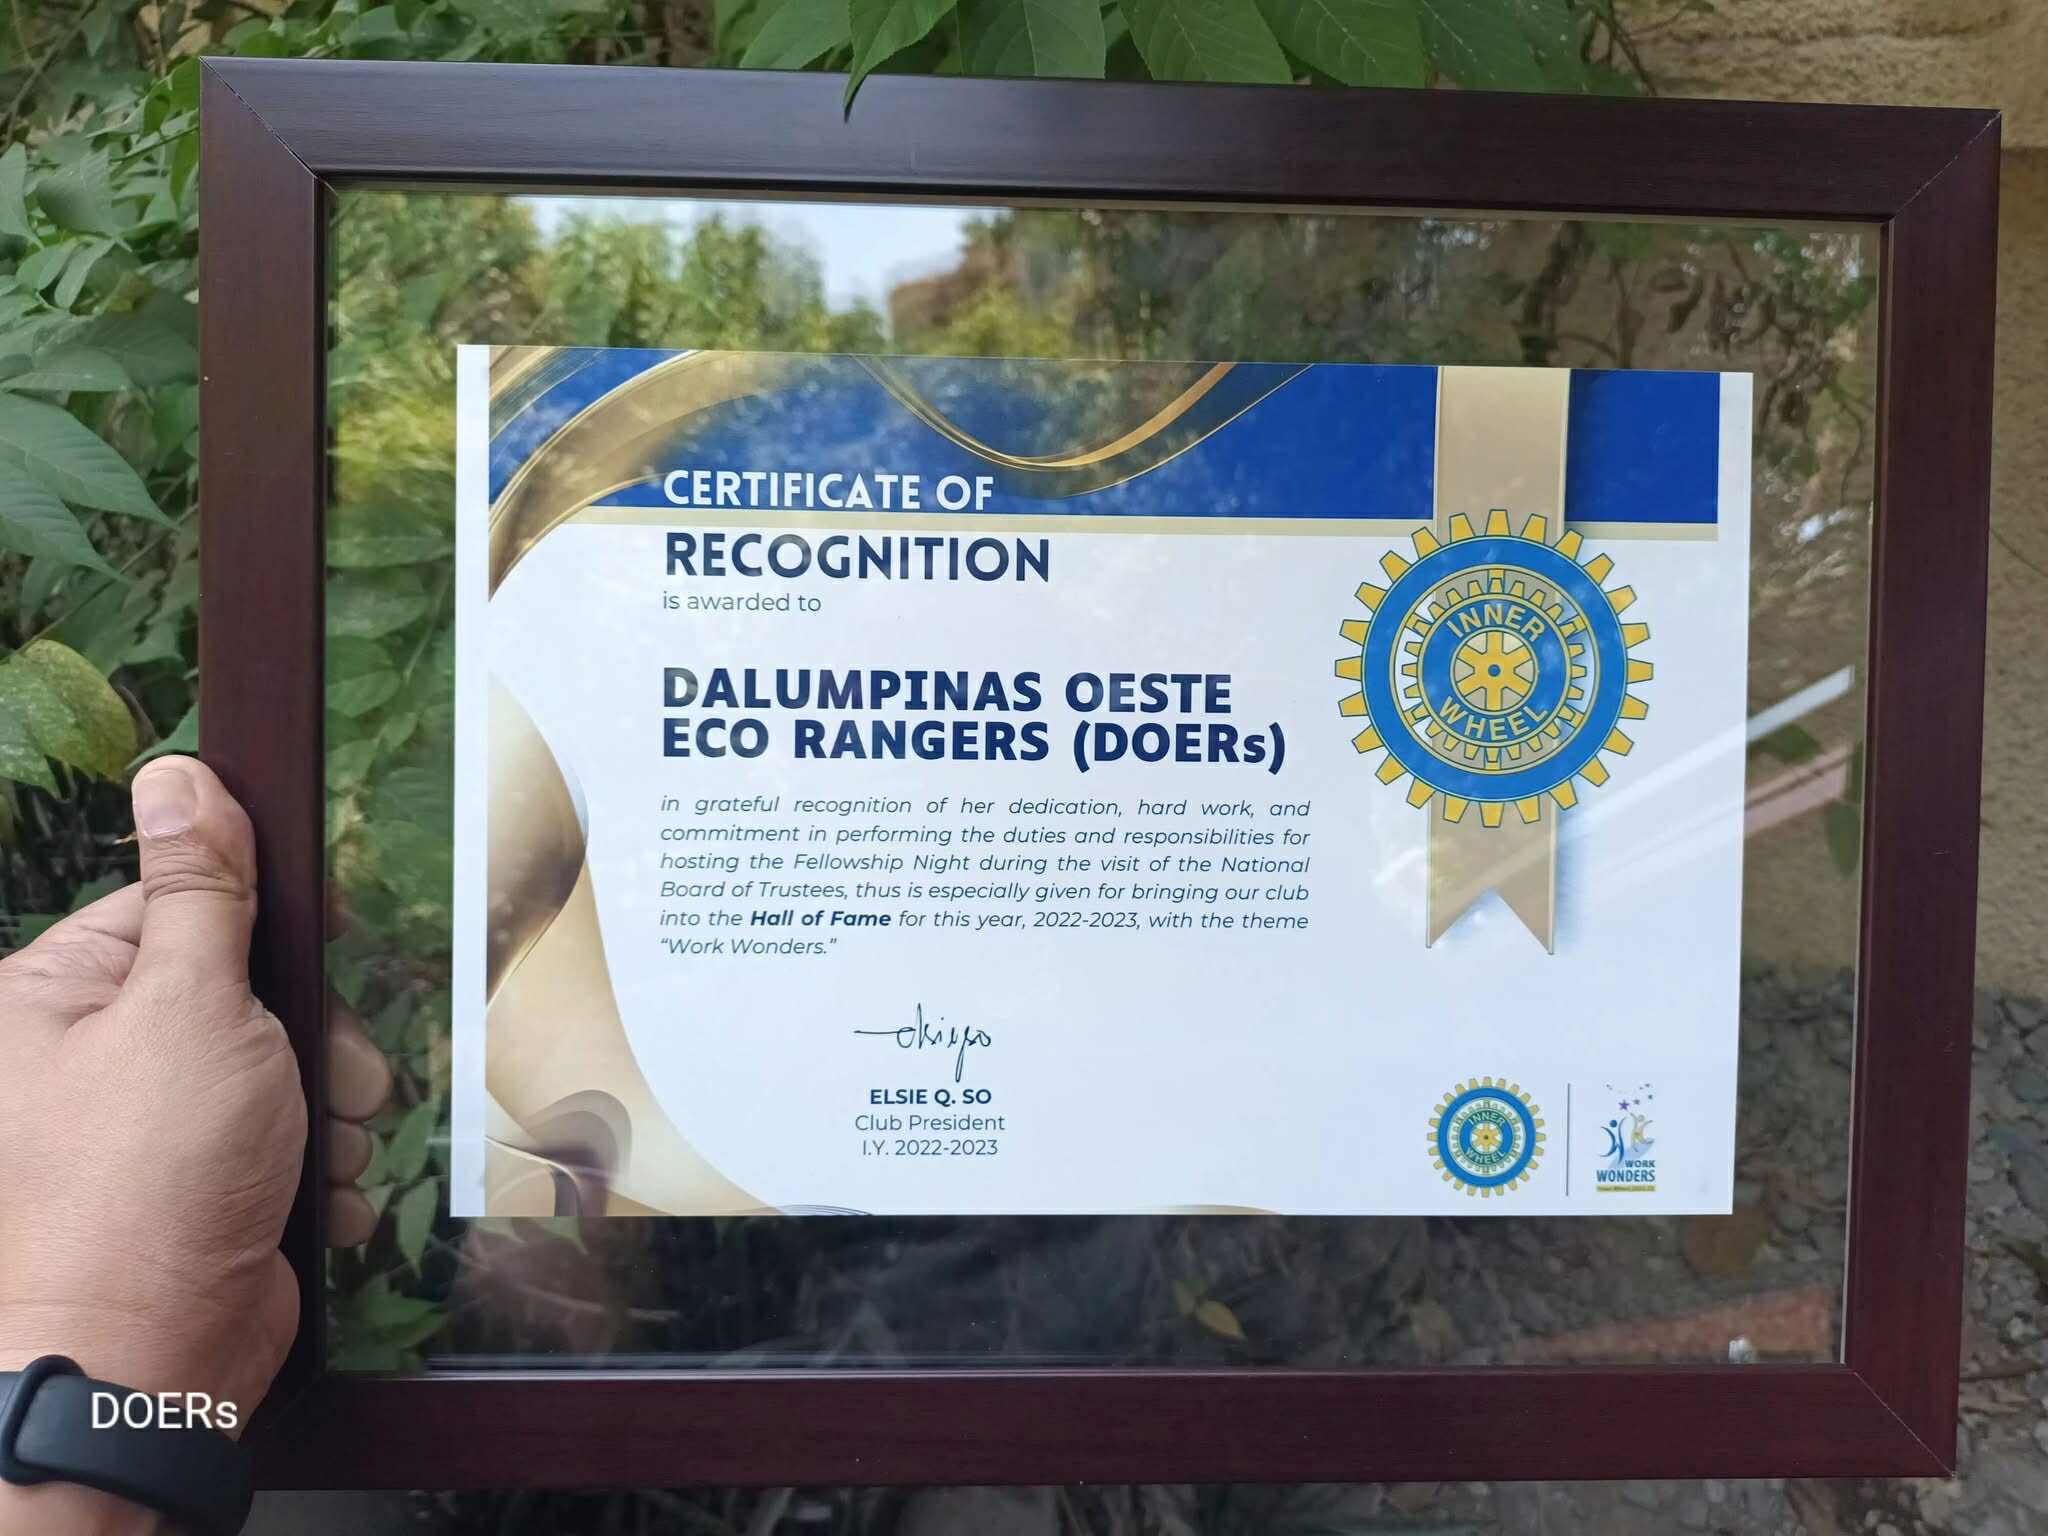 CERTIFICATE OF
RECOGNITION
is awarded to
DALUMPINAS OESTE
ECO RANGERS (DOERs)
in grateful recognition of her dedication, hard work, and
commitment in performing the duties and responsibilities for
hosting the Fellowship Night during the visit of the National
Board of Trustees, thus is especially given for bringing our club
into the Hall of Fame for this year, 2022-2023, with the theme
“Work Wonders.”
ELSIE Q. SO
Club President
I.Y. 2022-2023
INNER
WHEEL
INNER
WHEEL
WORK
WONDERS
DOERs